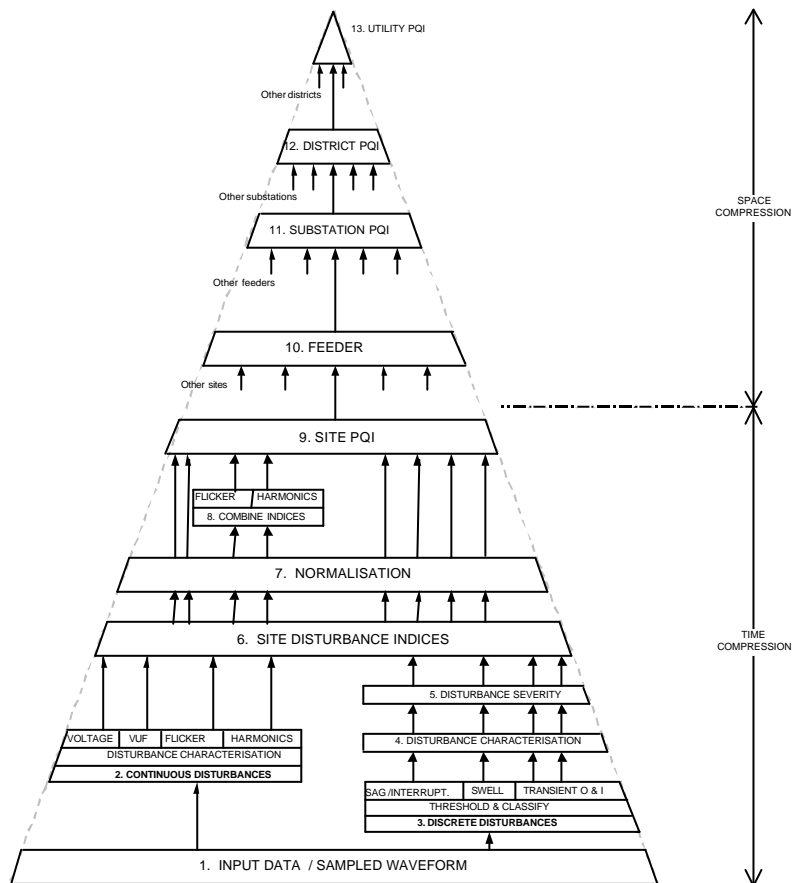 13. UTILITY PQI
Other districts
12. DISTRICT PQI
Other substations
11. SUBSTATION PQI
SPACE
COMPRESSION
Other feeders
10. FEEDER
Other sites
9. SITE PQI
FLICKER HARMONICS
8. COMBINE INDICES
7. NORMALISATION
6. SITE DISTURBANCE INDICES
TIME
COMPRESSION
5. DISTURBANCE SEVERITY
VOLTAGE VUF FLICKER HARMONICS
4. DISTURBANCE CHARACTERISATION
DISTURBANCE CHARACTERISATION
2. CONTINUOUS DISTURBANCES
SAG /INTERRUPT. SWELL TRANSIENT O & I
THRESHOLD & CLASSIFY
3. DISCRETE DISTURBANCES
1. INPUT DATA / SAMPLED WAVEFORM